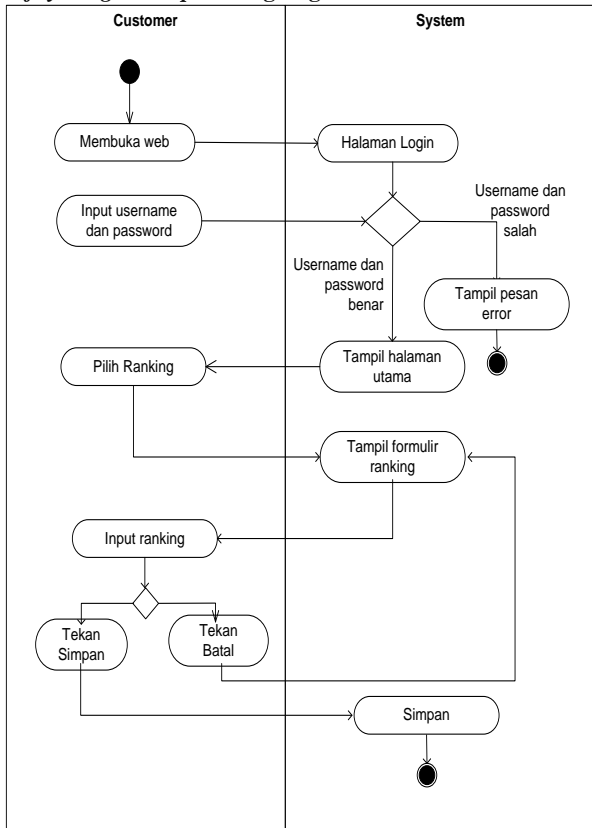 Customer
System
Membuka web
Halaman Login
Input username
dan password
Username dan
password
salah
Username dan
password
benar
Tampil pesan
error
Pilih Ranking
Tampil halaman
utama
Tampil formulir
ranking
Input ranking
Tekan
Simpan
Tekan
Batal
Simpan